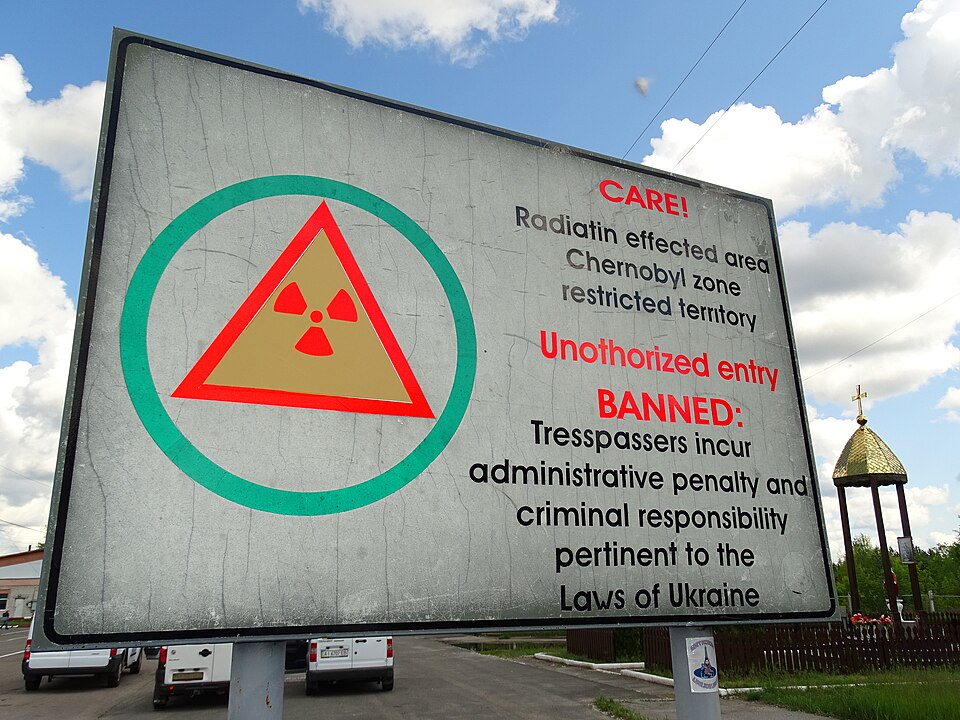 CARE!
Radiatin effected area
Chernobyl zone
restricted territory
Unothorized entry
BANNED:
Tresspassers incur
administrative penalty and
criminal responsibility
pertinent to the
Laws of Ukraine